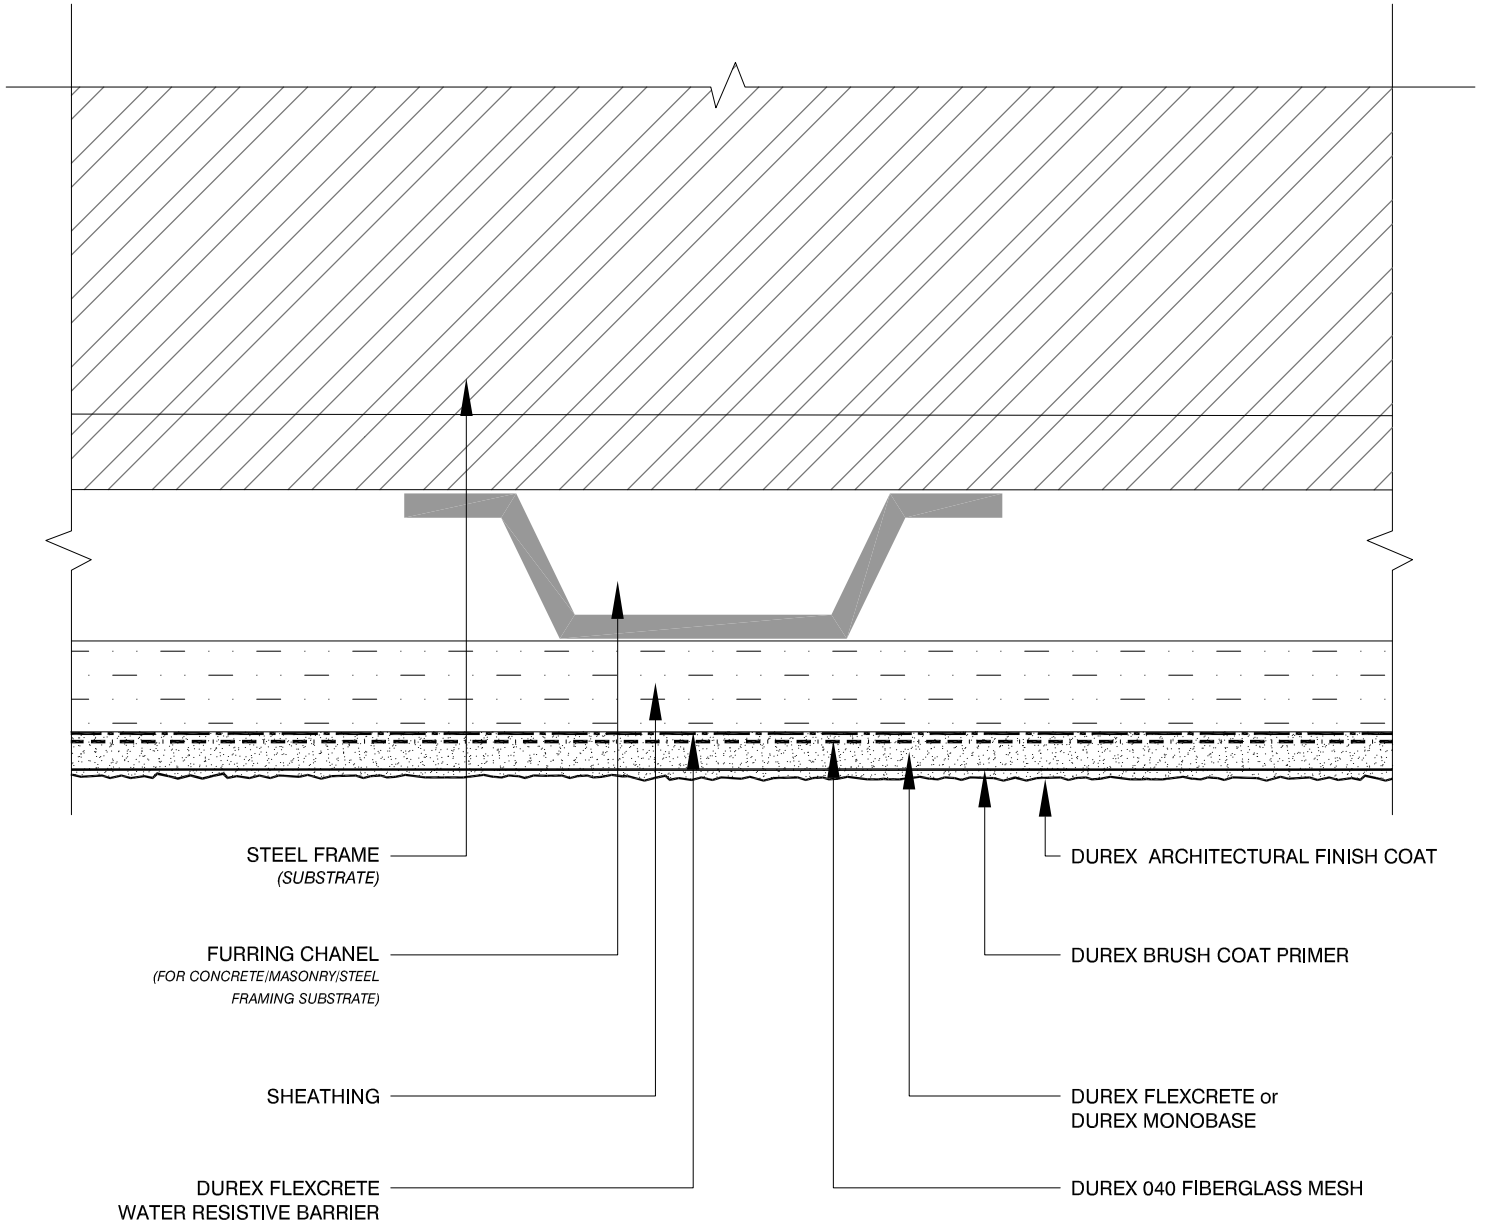 STEEL FRAME
(SUBSTRATE)
FURRING CHANEL
(FOR CONCRETE/MASONRY/STEEL
FRAMING SUBSTRATE)
SHEATHING
DUREX FLEXCRETE
WATER RESISTIVE BARRIER
DUREX ARCHITECTURAL FINISH COAT
DUREX BRUSH COAT PRIMER
DUREX FLEXCRETE or
DUREX MONOBASE
DUREX 040 FIBERGLASS MESH